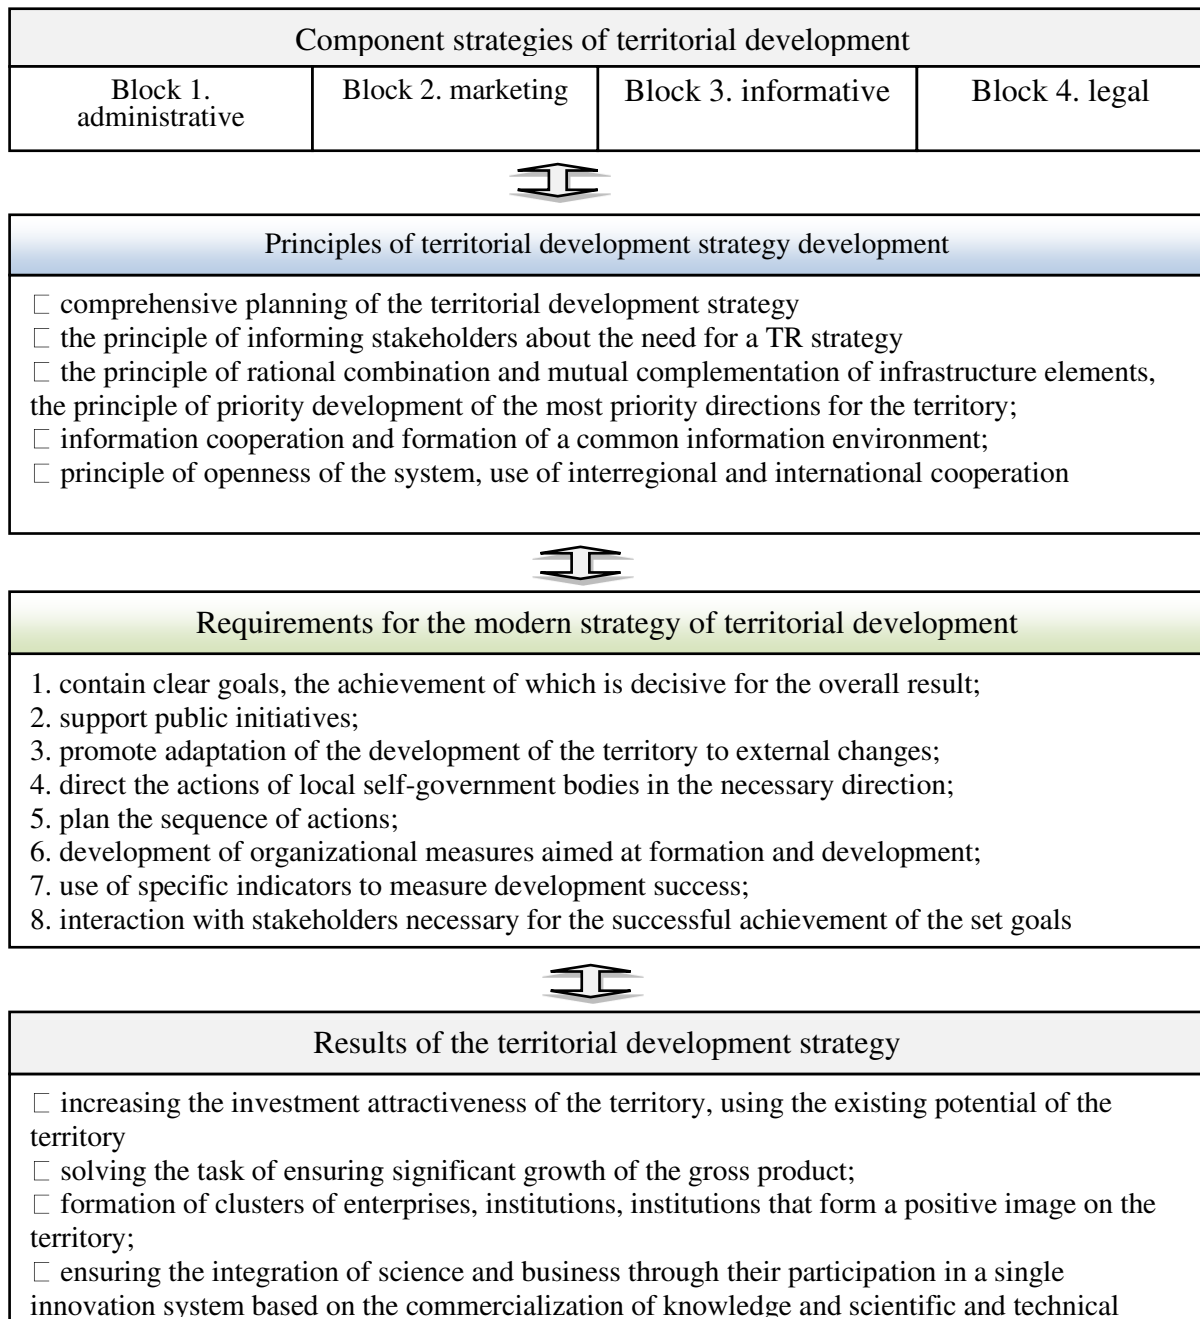 Component strategies of territorial development
Block 1.
administrative
Block 2. marketing
Block 3. informative
Block 4. legal
Principles of territorial development strategy development
□ comprehensive planning of the territorial development strategy
□ the principle of informing stakeholders about the need for a TR strategy
□ the principle of rational combination and mutual complementation of infrastructure elements,
the principle of priority development of the most priority directions for the territory;
□ information cooperation and formation of a common information environment;
□ principle of openness of the system, use of interregional and international cooperation
Requirements for the modern strategy of territorial development
1. contain clear goals, the achievement of which is decisive for the overall result;
2. support public initiatives;
3. promote adaptation of the development of the territory to external changes;
4. direct the actions of local self-government bodies in the necessary direction;
5. plan the sequence of actions;
6. development of organizational measures aimed at formation and development;
7. use of specific indicators to measure development success;
8. interaction with stakeholders necessary for the successful achievement of the set goals
Results of the territorial development strategy
□ increasing the investment attractiveness of the territory, using the existing potential of the
territory
□ solving the task of ensuring significant growth of the gross product;
□ formation of clusters of enterprises, institutions, institutions that form a positive image on the
territory;
□ ensuring the integration of science and business through their participation in a single
innovation system based on the commercialization of knowledge and scientific and technical